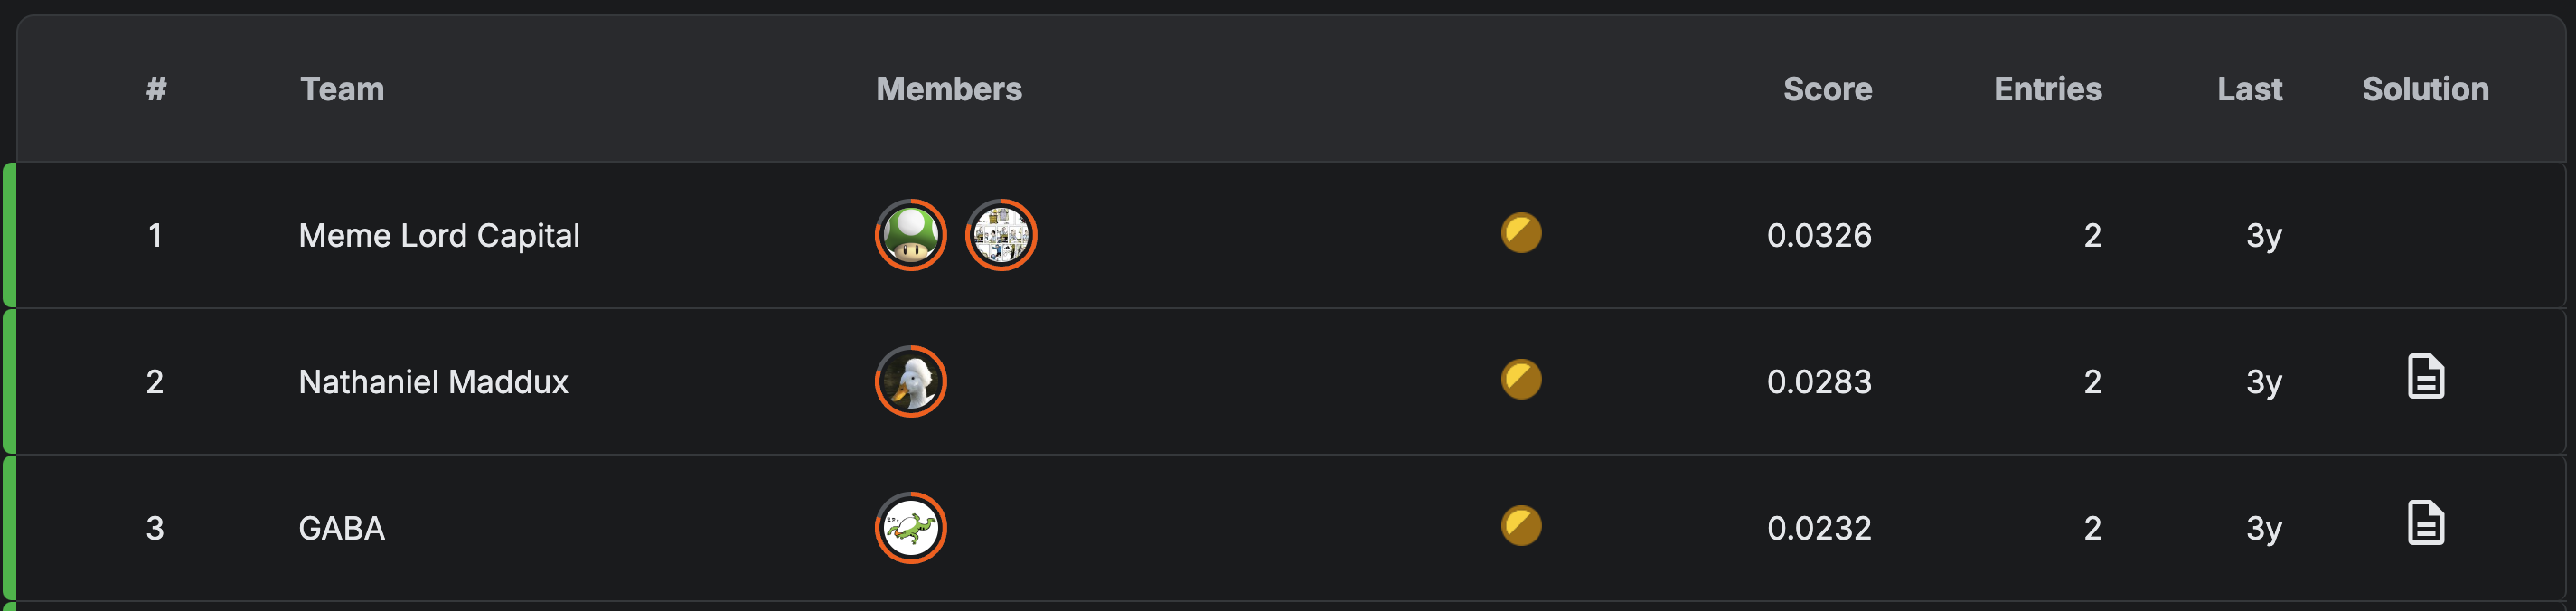 # Team Members Score Entries Last Solution
1 Meme Lord Capital 0.0326 2 3y
2 Nathaniel Maddux 0.0283 2 3y
3 GABA 0.0232 2 3y